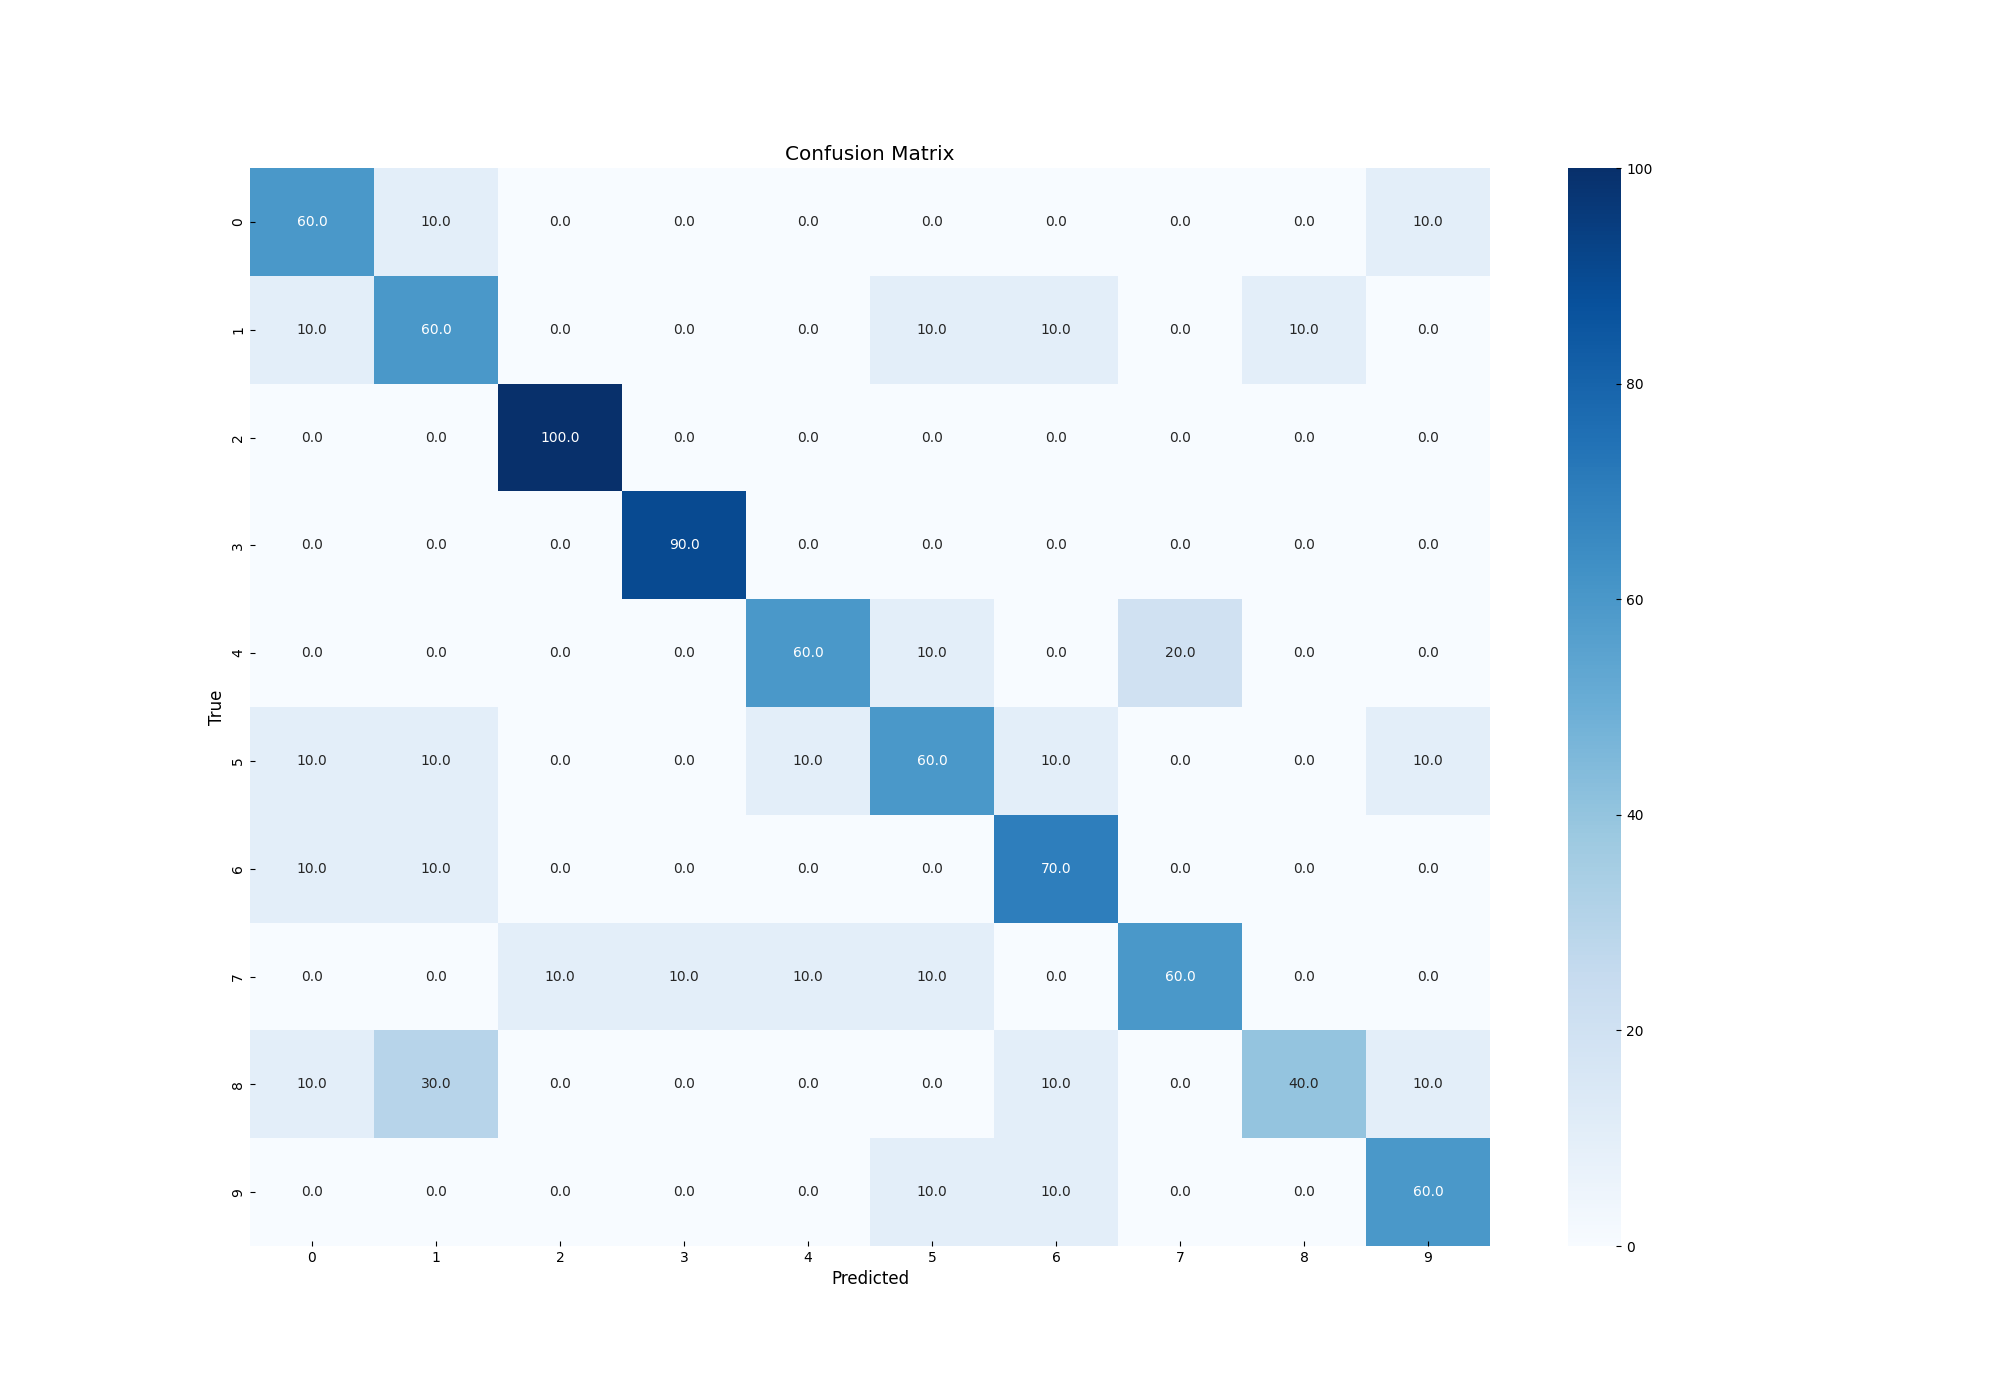 Confusion Matrix
0 60.0 10.0 0.0 0.0 0.0 0.0 0.0 0.0 0.0 10.0
1 10.0 60.0 0.0 0.0 0.0 10.0 10.0 0.0 10.0 0.0
2 0.0 0.0 100.0 0.0 0.0 0.0 0.0 0.0 0.0 0.0
3 0.0 0.0 0.0 90.0 0.0 0.0 0.0 0.0 0.0 0.0
4 0.0 0.0 0.0 0.0 60.0 10.0 0.0 20.0 0.0 0.0
True
5 10.0 10.0 0.0 0.0 10.0 60.0 10.0 0.0 0.0 10.0
6 10.0 10.0 0.0 0.0 0.0 0.0 70.0 0.0 0.0 0.0
7 0.0 0.0 10.0 10.0 10.0 10.0 0.0 60.0 0.0 0.0
8 10.0 30.0 0.0 0.0 0.0 0.0 10.0 0.0 40.0 10.0
9 0.0 0.0 0.0 0.0 0.0 10.0 10.0 0.0 0.0 60.0
0 1 2 3 4 5 6 7 8 9
Predicted
100
80
60
40
20
0